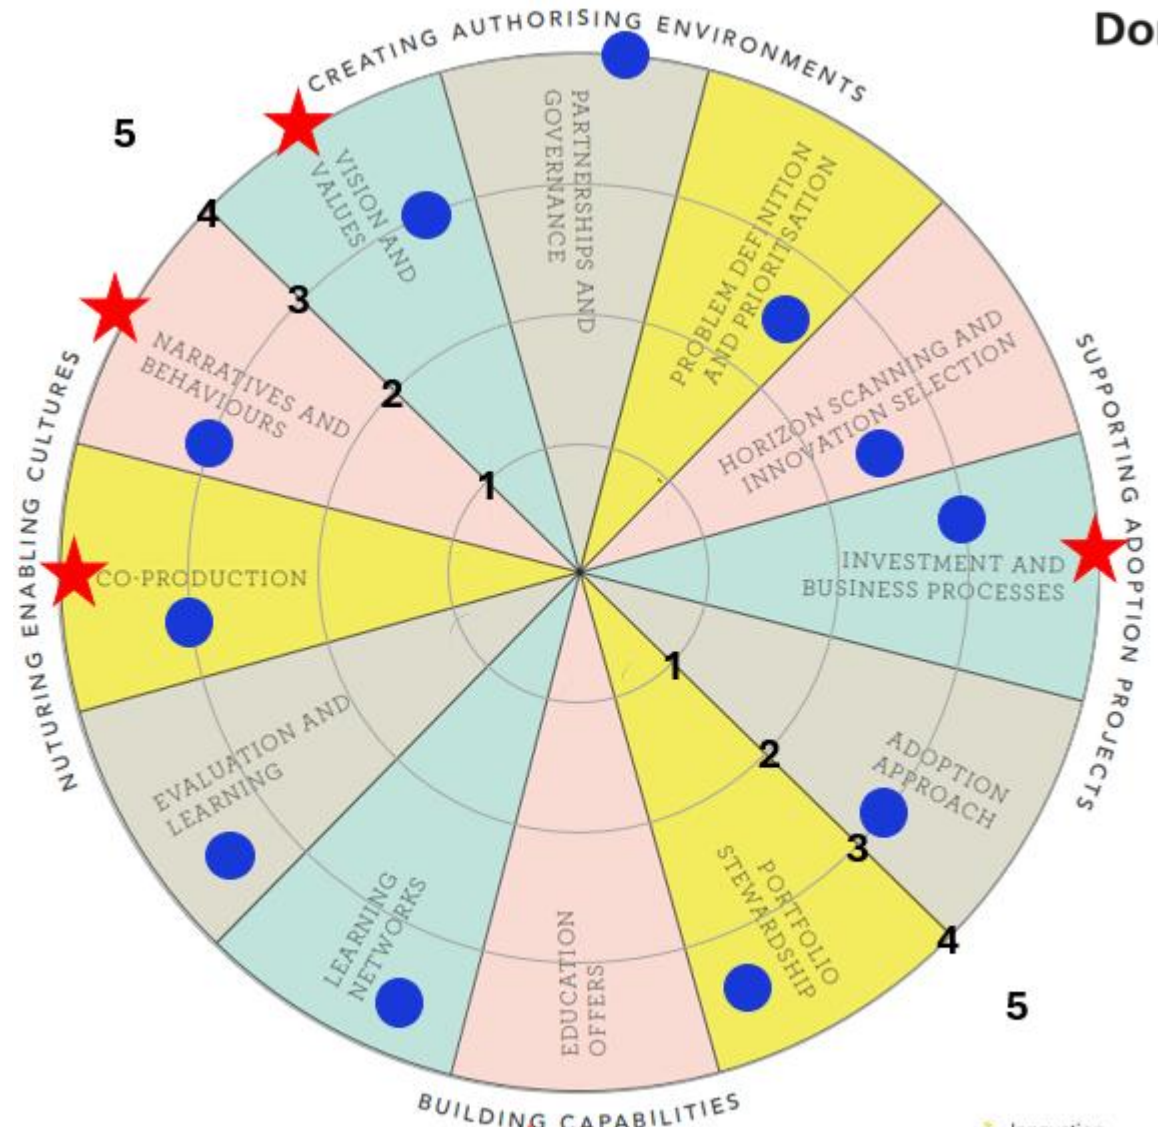 Do
CREATING AUTHORISING ENVIRONMENTS
5
PARTNERSHIPS AND
GOVERNANCE
VISION AND
VALUES
PROBLEM DEFINITION
AND PRIORITISATION
4
3
2
1
NARRATIVES AND
BEHAVIOURS
HORIZON SCANNING AND
INNOVATION SELECTION
SUPPORTING ADOPTION PROJECTS
NUTURING ENABLING CULTURES
CO-PRODUCTION
INVESTMENT AND
BUSINESS PROCESSES
1
2
3
4
5
EVALUATION AND
LEARNING
ADOPTION
APPROACH
LEARNING
NETWORKS
EDUCATION
OFFERS
PORTFOLIO
STEWARDSHIP
BUILDING CAPABILITIES